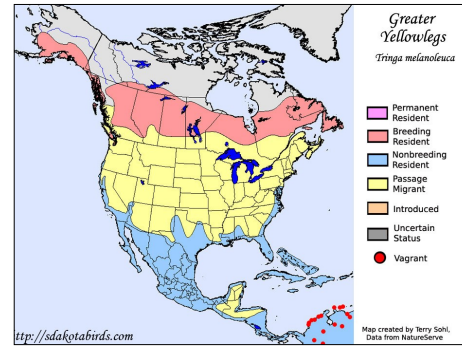 Greater
Yellowlegs
Tringa melanoleuca
Permanent
Resident
Breeding
Resident
Nonbreeding
Resident
Passage
Migrant
Introduced
Uncertain
Status
Vagrant
ttp://sdakotabirds.com
Map created by Terry Sohl,
Data from NatureServe